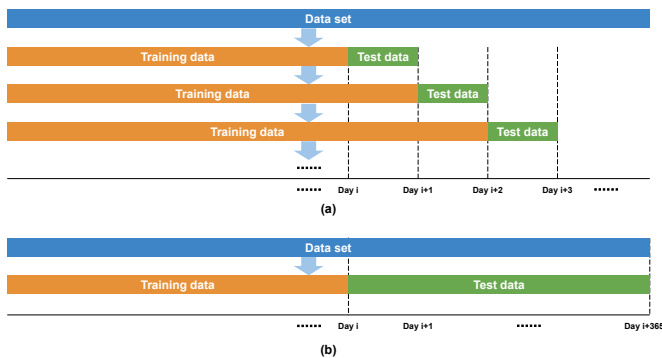 Data set
Training data Test data
Training data Test data
Training data Test data
......
...... Day i Day i+1 Day i+2 Day i+3 ......
(a)
Data set
Training data Test data
...... Day i Day i+1 ...... Day i+365
(b)